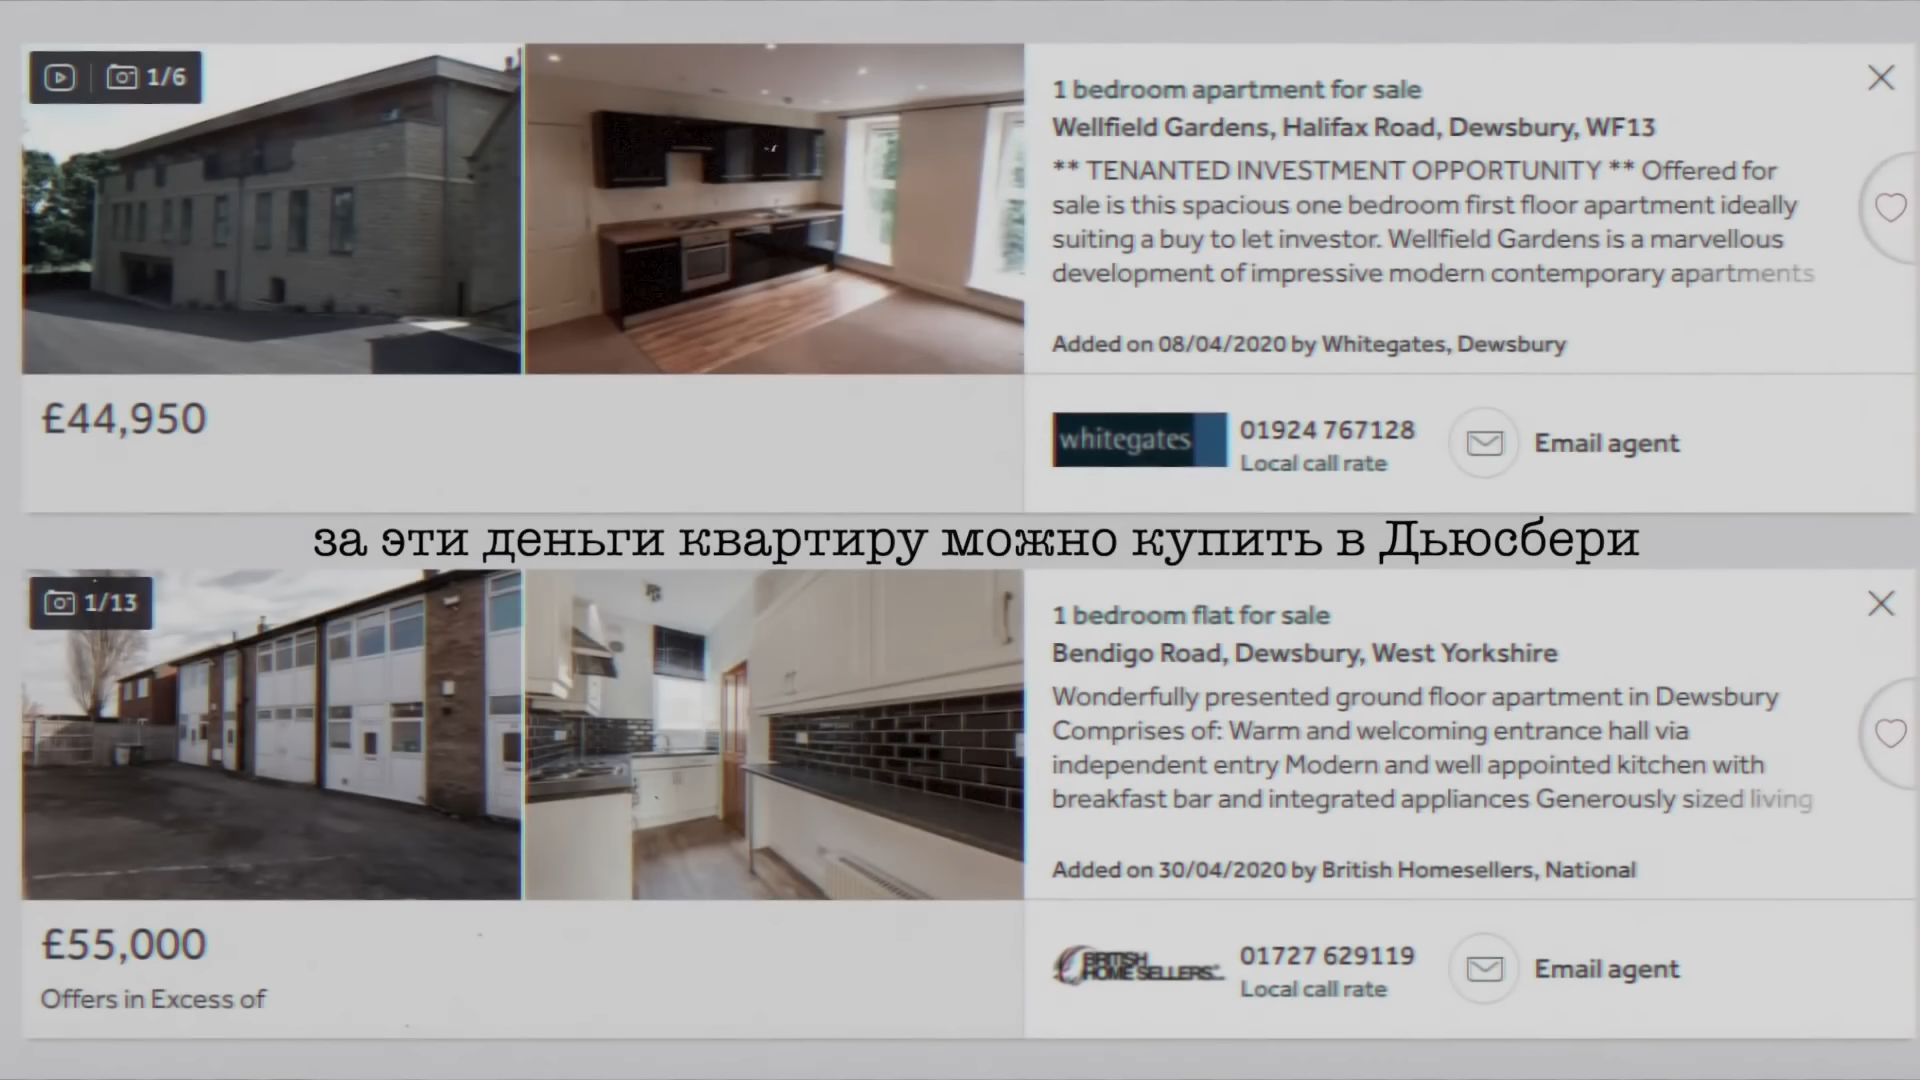 1/6
1 bedroom apartment for sale
Wellfield Gardens, Halifax Road, Dewsbury, WF13
** TENANTED INVESTMENT OPPORTUNITY ** Offered for
sale is this spacious one bedroom first floor apartment ideally
suiting a buy to let investor. Wellfield Gardens is a marvellous
development of impressive modern contemporary apartments
Added on 08/04/2020 by Whitegates, Dewsbury
£44,950
whitegates
01924 767128
Local call rate
Email agent
за эти деньги квартиру можно купить в Дьюсбери
1/13
1 bedroom flat for sale
Bendigo Road, Dewsbury, West Yorkshire
Wonderfully presented ground floor apartment in Dewsbury
Comprises of: Warm and welcoming entrance hall via
independent entry Modern and well appointed kitchen with
breakfast bar and integrated appliances Generously sized living
Added on 30/04/2020 by British Homesellers, National
£55,000
Offers in Excess of
BRITISH
HOME SELLERS
01727 629119
Local call rate
Email agent